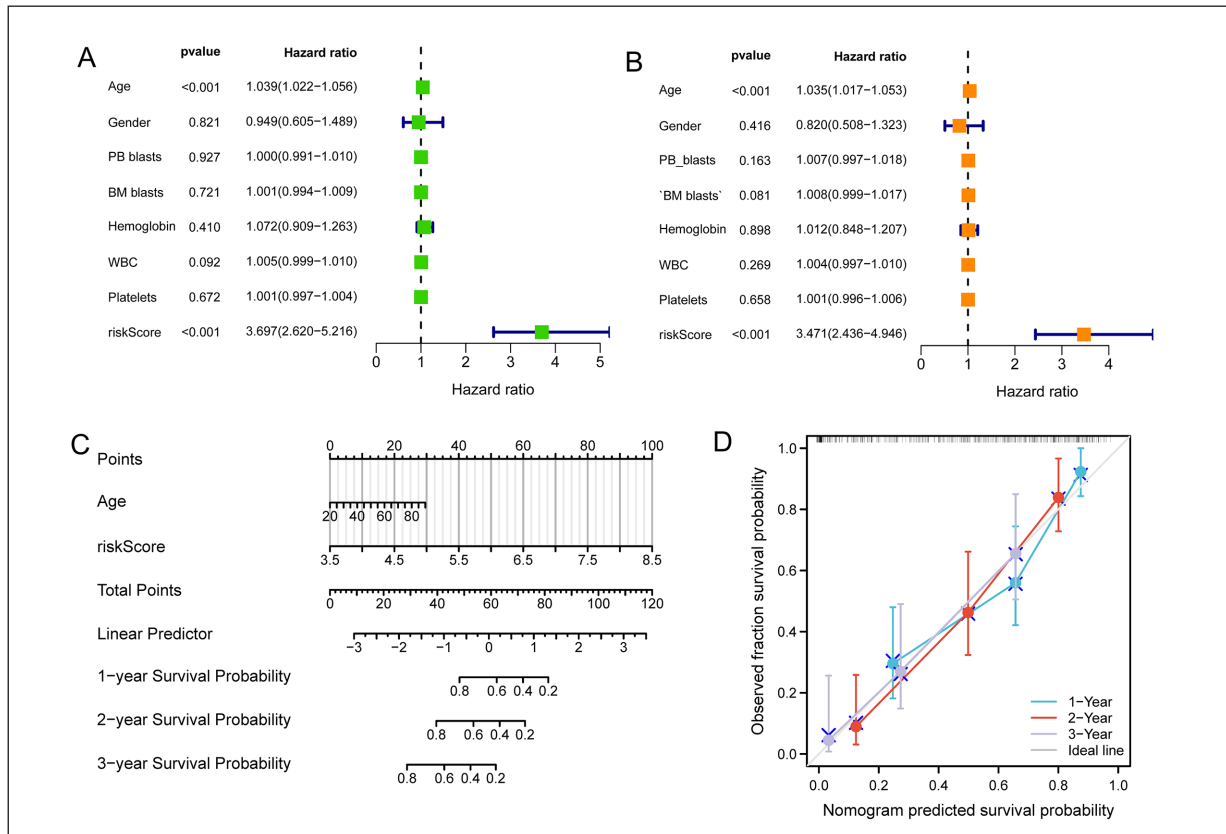 A
pvalue Hazard ratio
Age <0.001 1.039(1.022−1.056)
Gender 0.821 0.949(0.605−1.489)
PB blasts 0.927 1.000(0.991−1.010)
BM blasts 0.721 1.001(0.994−1.009)
Hemoglobin 0.410 1.072(0.909−1.263)
WBC 0.092 1.005(0.999−1.010)
Platelets 0.672 1.001(0.997−1.004)
riskScore <0.001 3.697(2.620−5.216)
0 1 2 3 4 5
Hazard ratio
B
pvalue Hazard ratio
Age <0.001 1.035(1.017−1.053)
Gender 0.416 0.820(0.508−1.323)
PB_blasts 0.163 1.007(0.997−1.018)
`BM blasts` 0.081 1.008(0.999−1.017)
Hemoglobin 0.898 1.012(0.848−1.207)
WBC 0.269 1.004(0.997−1.010)
Platelets 0.658 1.001(0.996−1.006)
riskScore <0.001 3.471(2.436−4.946)
0 1 2 3 4
Hazard ratio
C
0 20 40 60 80 100
Points
Age
20 40 60 80
riskScore
3.5 4.5 5.5 6.5 7.5 8.5
Total Points
0 20 40 60 80 100 120
Linear Predictor
−3 −2 −1 0 1 2 3
1-year Survival Probability
0.8 0.6 0.4 0.2
2-year Survival Probability
0.8 0.6 0.4 0.2
3-year Survival Probability
0.8 0.6 0.4 0.2
D
Observed fraction survival probability
1.0
0.8
0.6
0.4
0.2
0.0
1−Year
2−Year
3−Year
Ideal line
0.0 0.2 0.4 0.6 0.8 1.0
Nomogram predicted survival probability